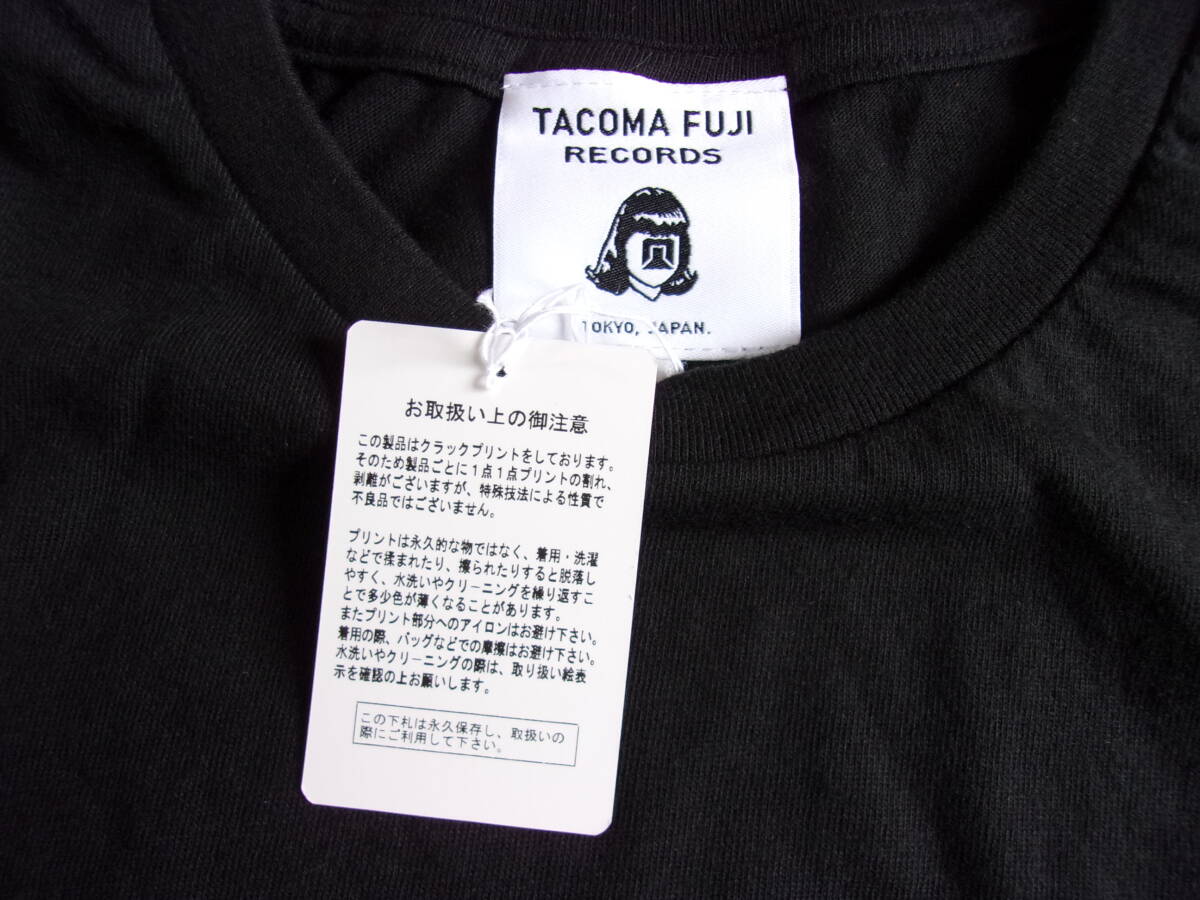 TACOMA FUJI
RECORDS
TOKYO, JAPAN.
お取扱い上の御注意
この製品はクラックプリントをしております。
そのため製品ごとに1点1点プリントの割れ、
剥離がございますが、特殊技法による性質で
不良品ではございません。
プリントは永久的な物ではなく、着用・洗濯
などで揉まれたり、擦られたりすると脱落し
やすく、水洗いやクリーニングを繰り返すこ
とで多少色が薄くなることがあります。
またプリント部分へのアイロンはお避け下さい。
着用の際、バッグなどでの摩擦はお避け下さい。
水洗いやクリーニングの際は、取り扱い絵表
示を確認の上お願いします。
この下札は永久保存し、取扱いの
際にご利用して下さい。